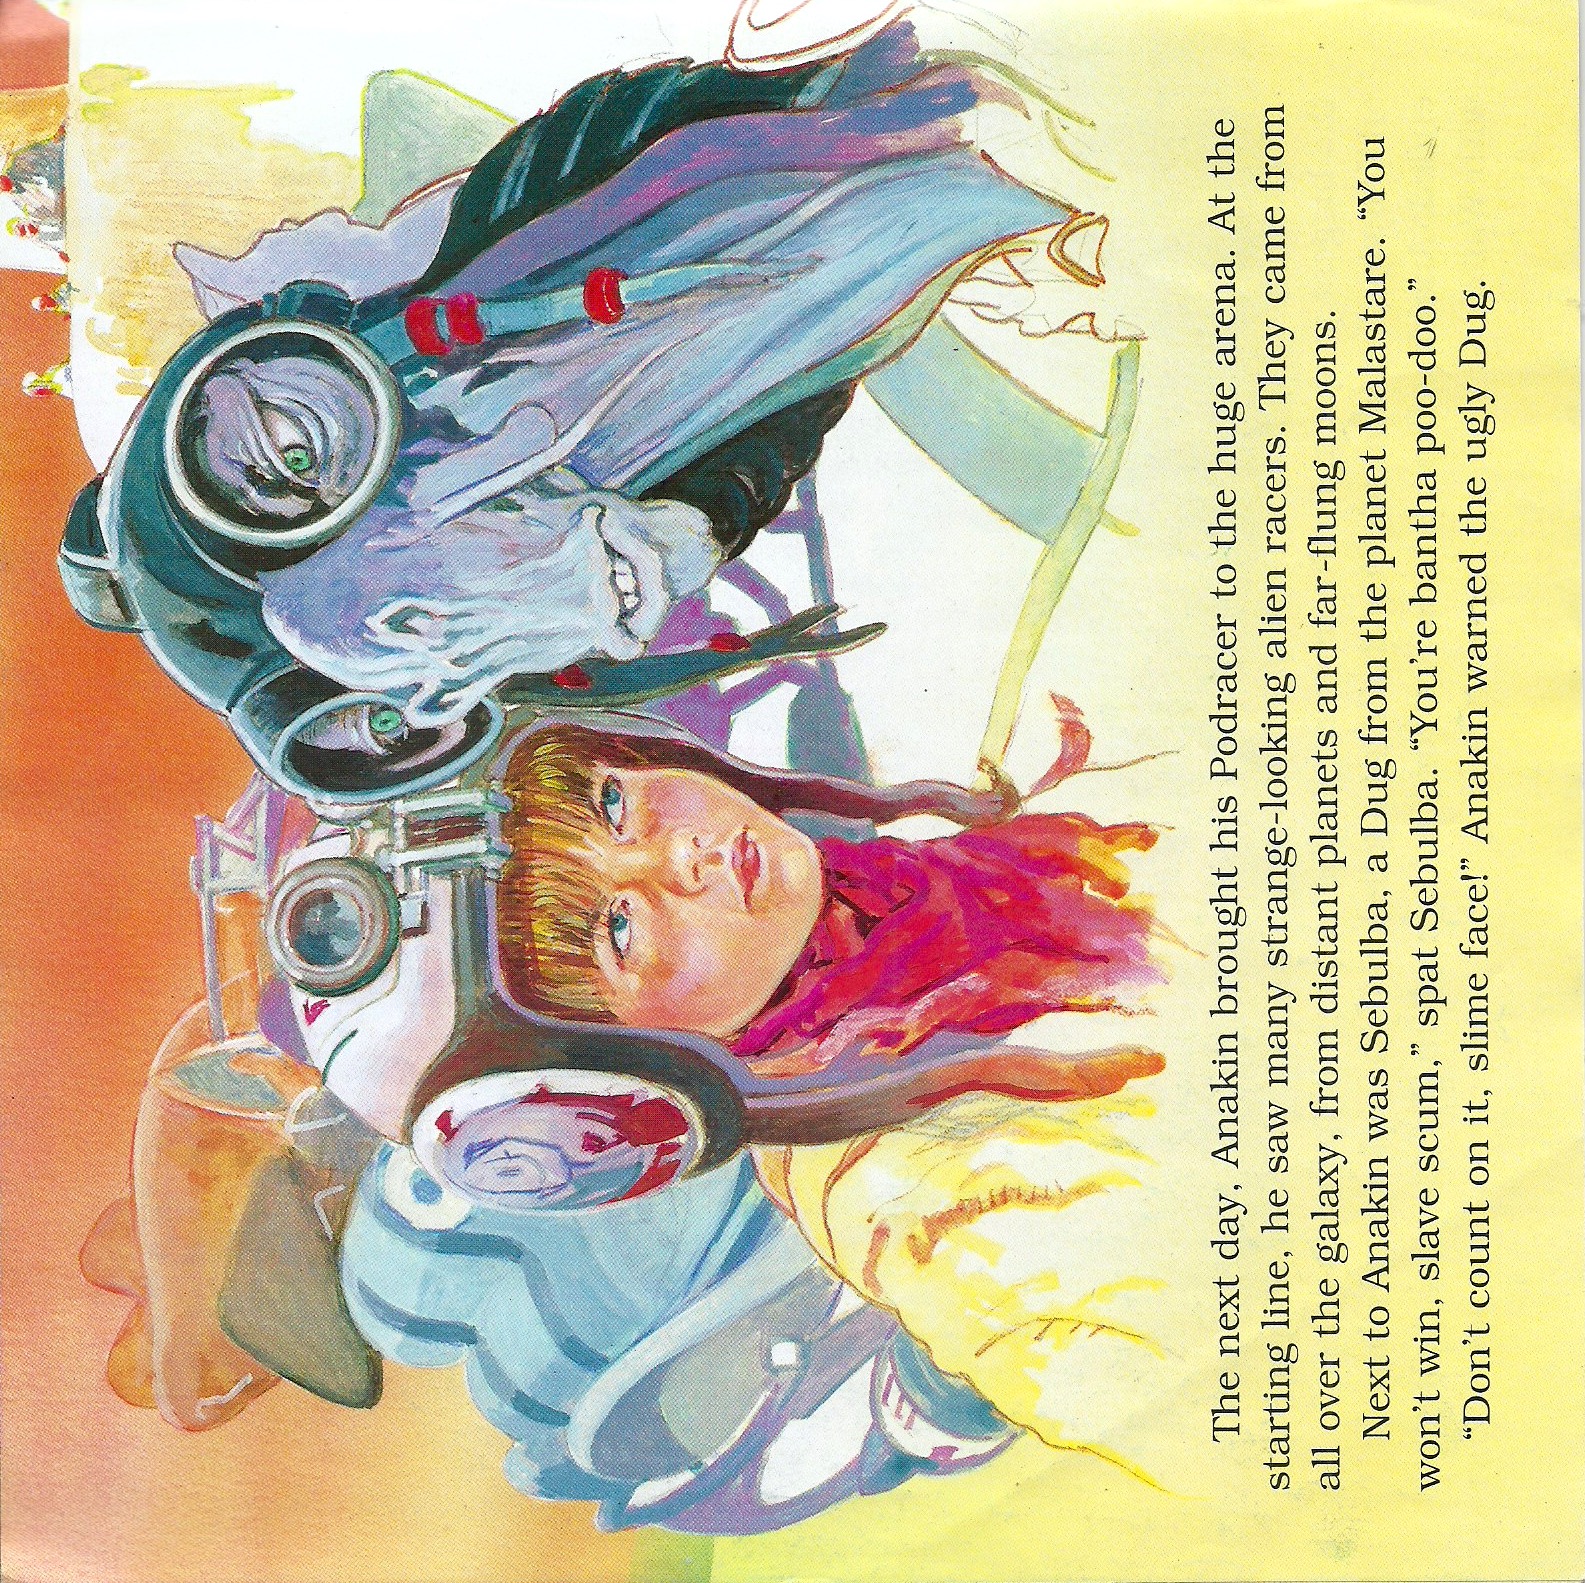 The next day, Anakin brought his Podracer to the huge arena. At the
starting line, he saw many strange-looking alien racers. They came from
all over the galaxy, from distant planets and far-flung moons.
Next to Anakin was Sebulba, a Dug from the planet Malastare. “You
won't win, slave scum,” spat Sebulba. “You're bantha poo-doo.”
“Don't count on it, slime face!” Anakin warned the ugly Dug.